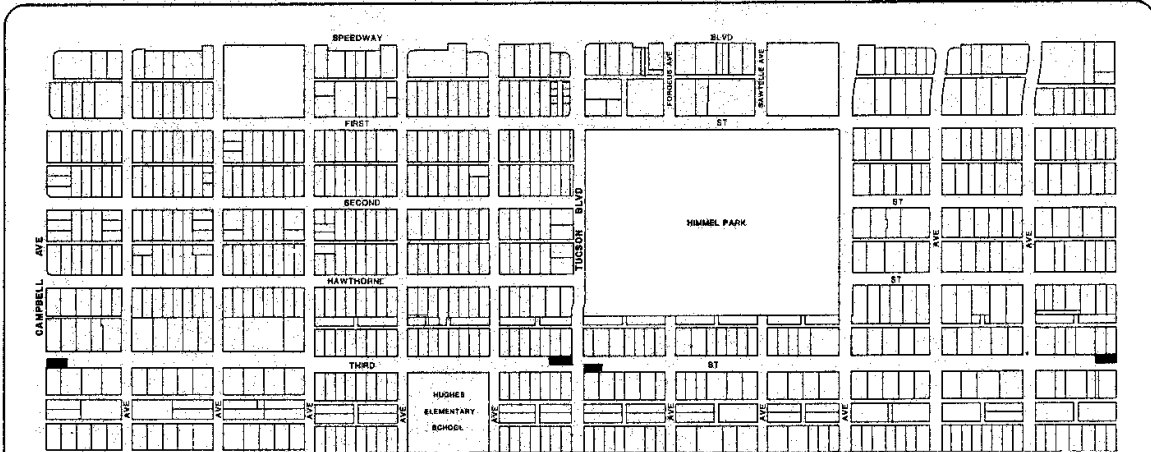 SPEEDWAY BLVD
FORGEUS AVE
SAWTELLE AVE
FIRST ST
SECOND ST
TUCSON BLVD
HIMMEL PARK
CAMPBELL AVE
AVE
AVE
HAWTHORNE ST
THIRD ST
HUGHES
ELEMENTARY
SCHOOL
AVE
AVE
AVE
AVE
AVE
AVE
AVE
AVE